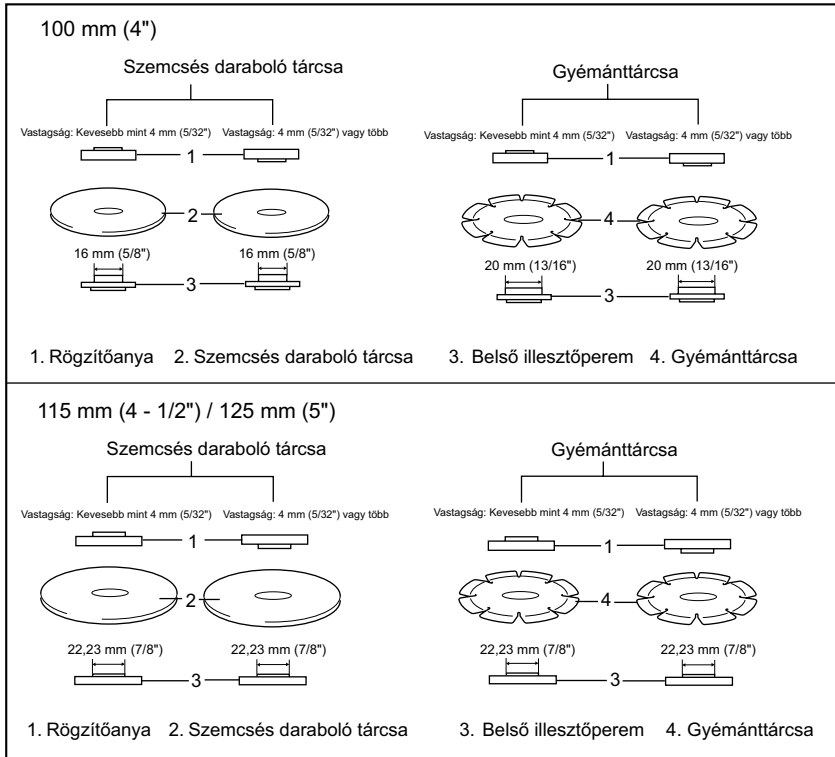 100 mm (4")
Szemcsés daraboló tárcsa
Gyémánttárcsa
Vastagság: Kevesebb mint 4 mm (5/32") Vastagság: 4 mm (5/32") vagy több
Vastagság: Kevesebb mint 4 mm (5/32") Vastagság: 4 mm (5/32") vagy több
1
1
2
4
16 mm (5/8") 16 mm (5/8")
20 mm (13/16") 20 mm (13/16")
3
3
1. Rögzítőanya 2. Szemcsés daraboló tárcsa 3. Belső illesztőperem 4. Gyémánttárcsa
115 mm (4 - 1/2") / 125 mm (5")
Szemcsés daraboló tárcsa
Gyémánttárcsa
Vastagság: Kevesebb mint 4 mm (5/32") Vastagság: 4 mm (5/32") vagy több
Vastagság: Kevesebb mint 4 mm (5/32") Vastagság: 4 mm (5/32") vagy több
1
1
2
4
22,23 mm (7/8") 22,23 mm (7/8")
22,23 mm (7/8") 22,23 mm (7/8")
3
3
1. Rögzítőanya 2. Szemcsés daraboló tárcsa 3. Belső illesztőperem 4. Gyémánttárcsa